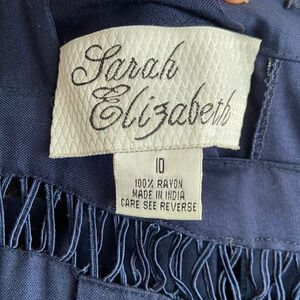 Sarah
Elizabeth
10
100% RAYON
MADE IN INDIA
CARE SEE REVERSE